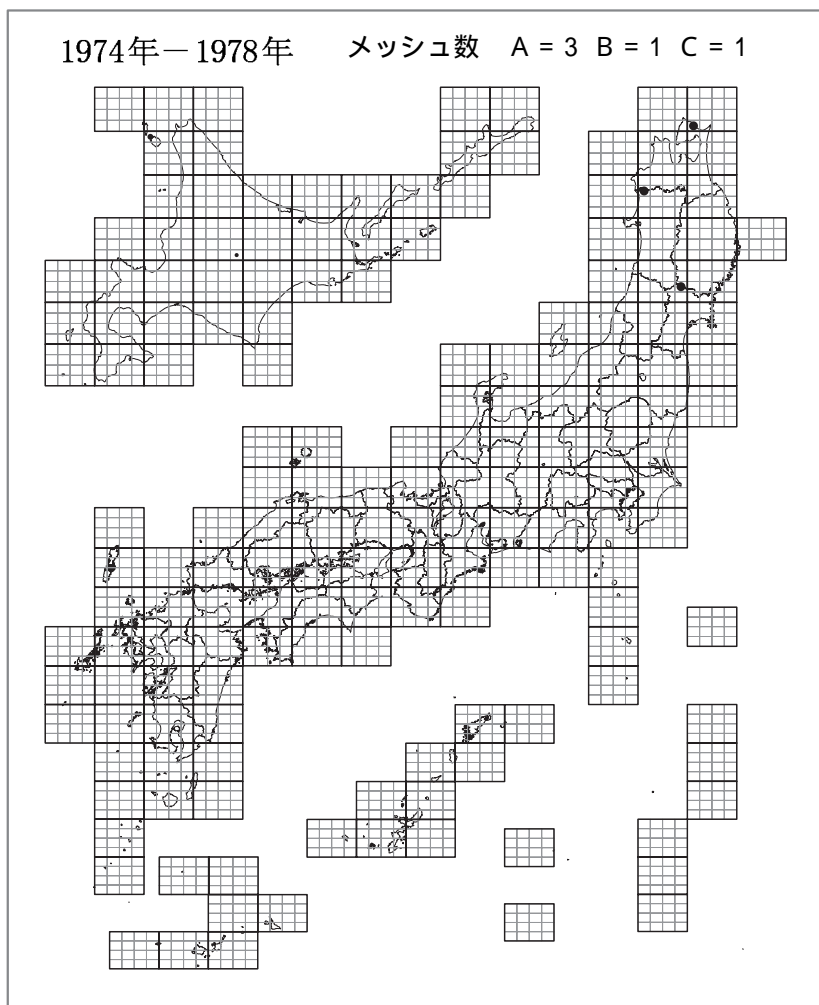 1974年－1978年 メッシュ数 A = 3 B = 1 C = 1